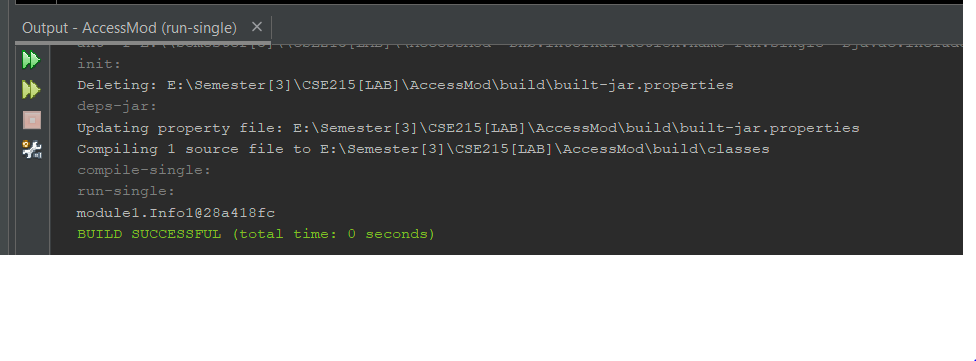 Output - AccessMod (run-single)
init:
Deleting: E:\Semester[3]\CSE215[LAB]\AccessMod\build\built-jar.properties
deps-jar:
Updating property file: E:\Semester[3]\CSE215[LAB]\AccessMod\build\built-jar.properties
Compiling 1 source file to E:\Semester[3]\CSE215[LAB]\AccessMod\build\classes
compile-single:
run-single:
module1.Info1@28a418fc
BUILD SUCCESSFUL (total time: 0 seconds)